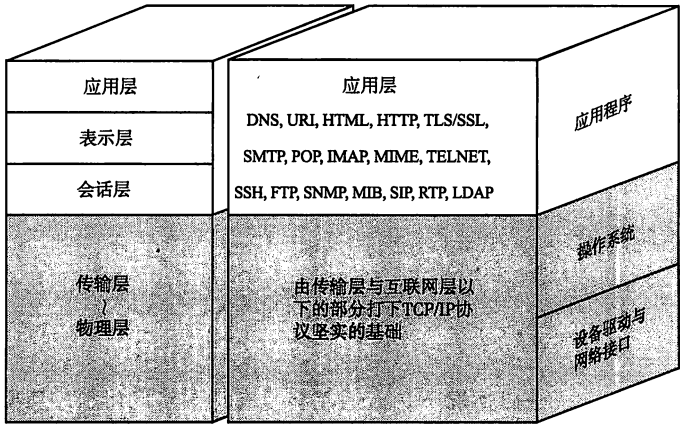 应用层
表示层
会话层
传输层
~
物理层
应用层
DNS, URI, HTML, HTTP, TLS/SSL,
SMTP, POP, IMAP, MIME, TELNET,
SSH, FTP, SNMP, MIB, SIP, RTP, LDAP
由传输层与互联网层以
下的部分打下TCP/IP协
议坚实的基础
应用程序
操作系统
设备驱动与
网络接口